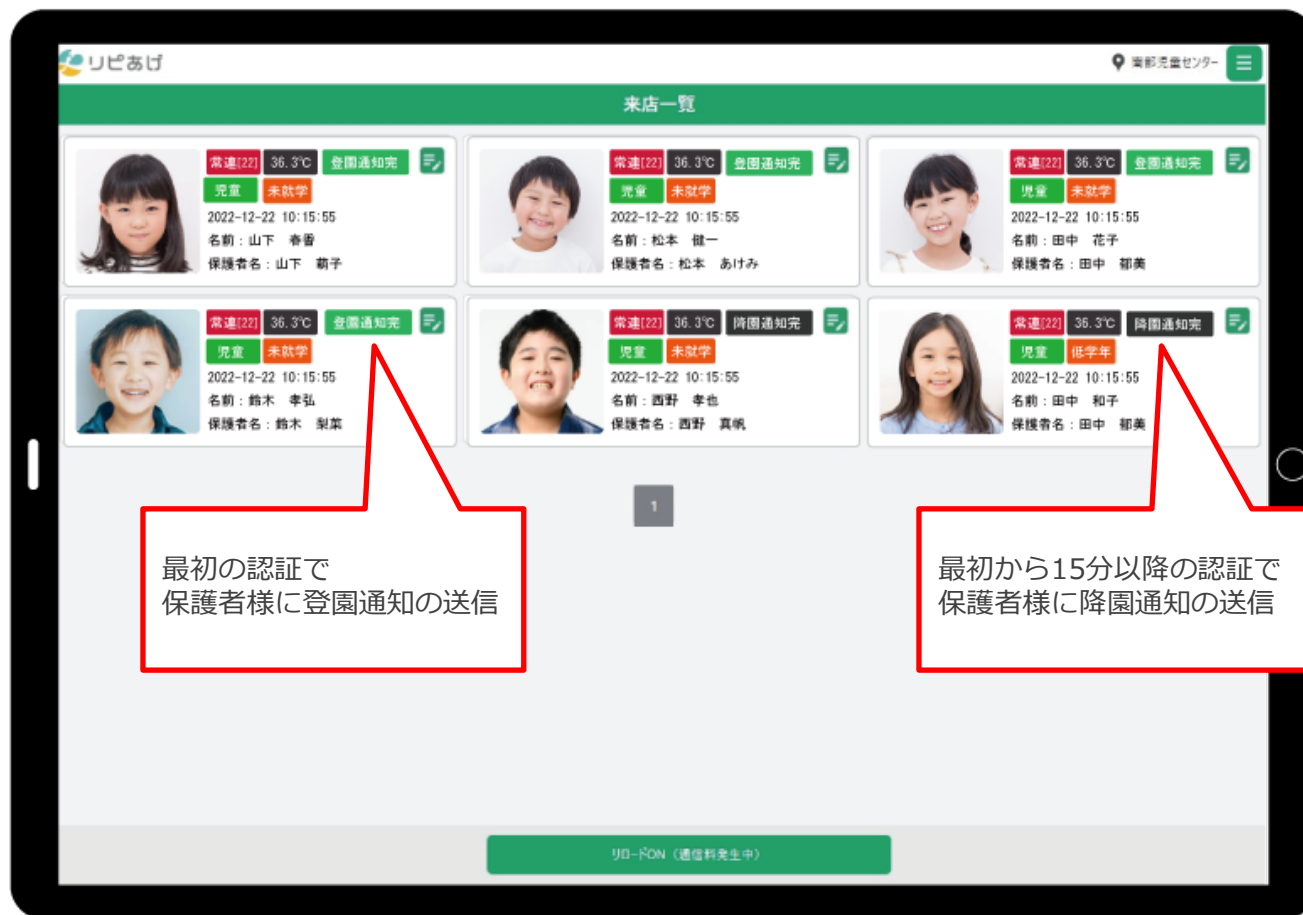 リピあげ
南部児童センター
来店一覧
常連[22] 36.3℃ 登園通知完
児童 未就学
2022-12-22 10:15:55
名前：山下 春香
保護者名：山下 萌子
常連[22] 36.3℃ 登園通知完
児童 未就学
2022-12-22 10:15:55
名前：松本 健一
保護者名：松本 あけみ
常連[22] 36.3℃ 登園通知完
児童 未就学
2022-12-22 10:15:55
名前：田中 花子
保護者名：田中 郁美
常連[22] 36.3℃ 登園通知完
児童 未就学
2022-12-22 10:15:55
名前：鈴木 孝弘
保護者名：鈴木 梨菜
常連[22] 36.3℃ 降園通知完
児童 未就学
2022-12-22 10:15:55
名前：西野 孝也
保護者名：西野 真帆
常連[22] 36.3℃ 降園通知完
児童 低学年
2022-12-22 10:15:55
名前：田中 和子
保護者名：田中 郁美
1
最初の認証で
保護者様に登園通知の送信
最初から15分以降の認証で
保護者様に降園通知の送信
リロードON（通信料発生中）